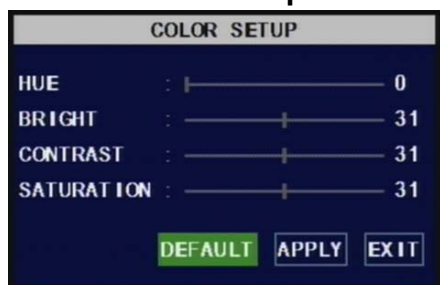 COLOR SETUP
HUE : 0
BRIGHT : 31
CONTRAST : 31
SATURATION : 31
DEFAULT APPLY EXIT